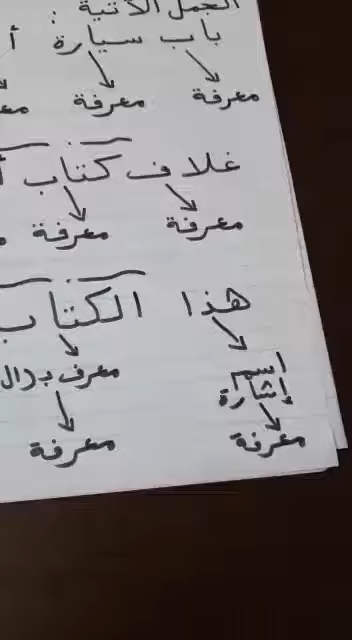 الجمل الآتية :
باب سيارة أ
معرفة معرفة
غلاف كتاب أ
معرفة معرفة
هذا الكتاب
اسم إشارة معرف بـ (ال
معرفة معرفة